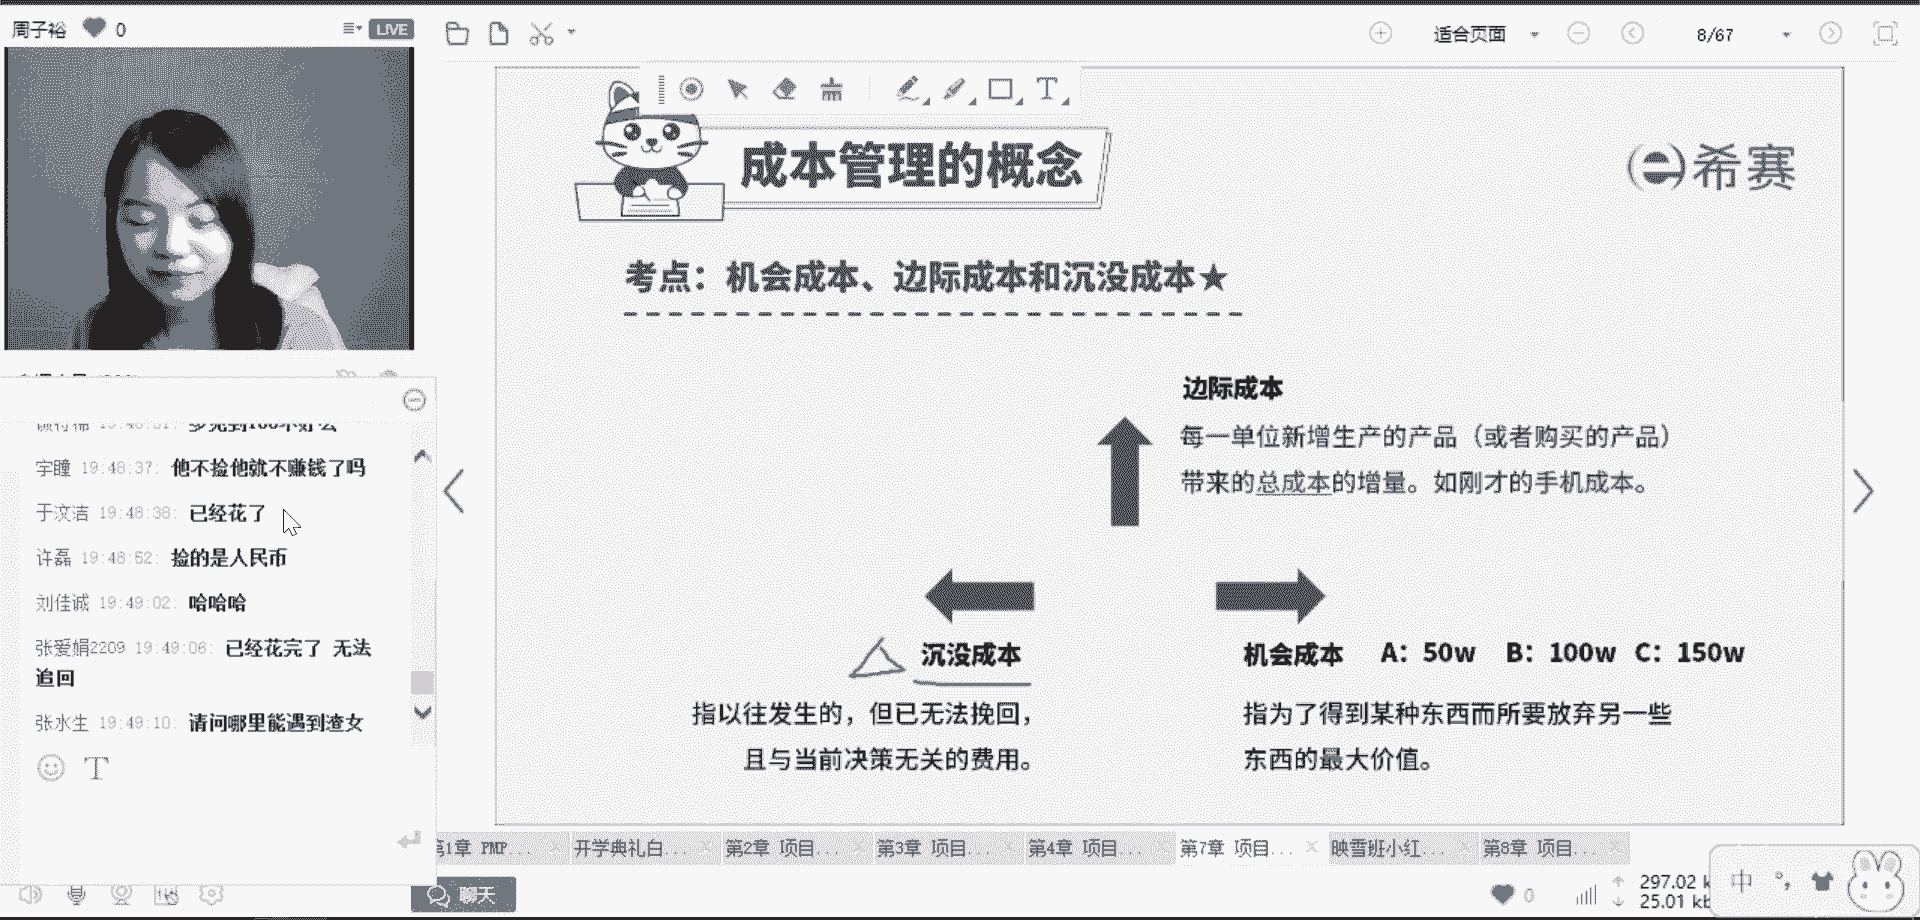 周子裕 0 LIVE
适合页面 8/67
T
成本管理的概念
希赛
考点：机会成本、边际成本和沉没成本★
边际成本
每一单位新增生产的产品（或者购买的产品）
带来的总成本的增量。如刚才的手机成本。
沉没成本
指以往发生的，但已无法挽回，
且与当前决策无关的费用。
机会成本 A：50w B：100w C：150w
指为了得到某种东西而所要放弃另一些
东西的最大价值。
宇瞳 19:48:37: 他不捡他就不赚钱了吗
于汶洁 19:48:38: 已经花了
许磊 19:48:52: 捡的是人民币
刘佳诚 19:49:02: 哈哈哈
张爱娟2209 19:49:06: 已经花完了 无法
追回
张水生 19:49:10: 请问哪里能遇到渣女
T
第1章 PMP... 开学典礼白... 第2章 项目... 第3章 项目... 第4章 项目... 第7章 项目... 映雪班小红... 第8章 项目...
聊天
0
297.02 k
25.01 kb
中